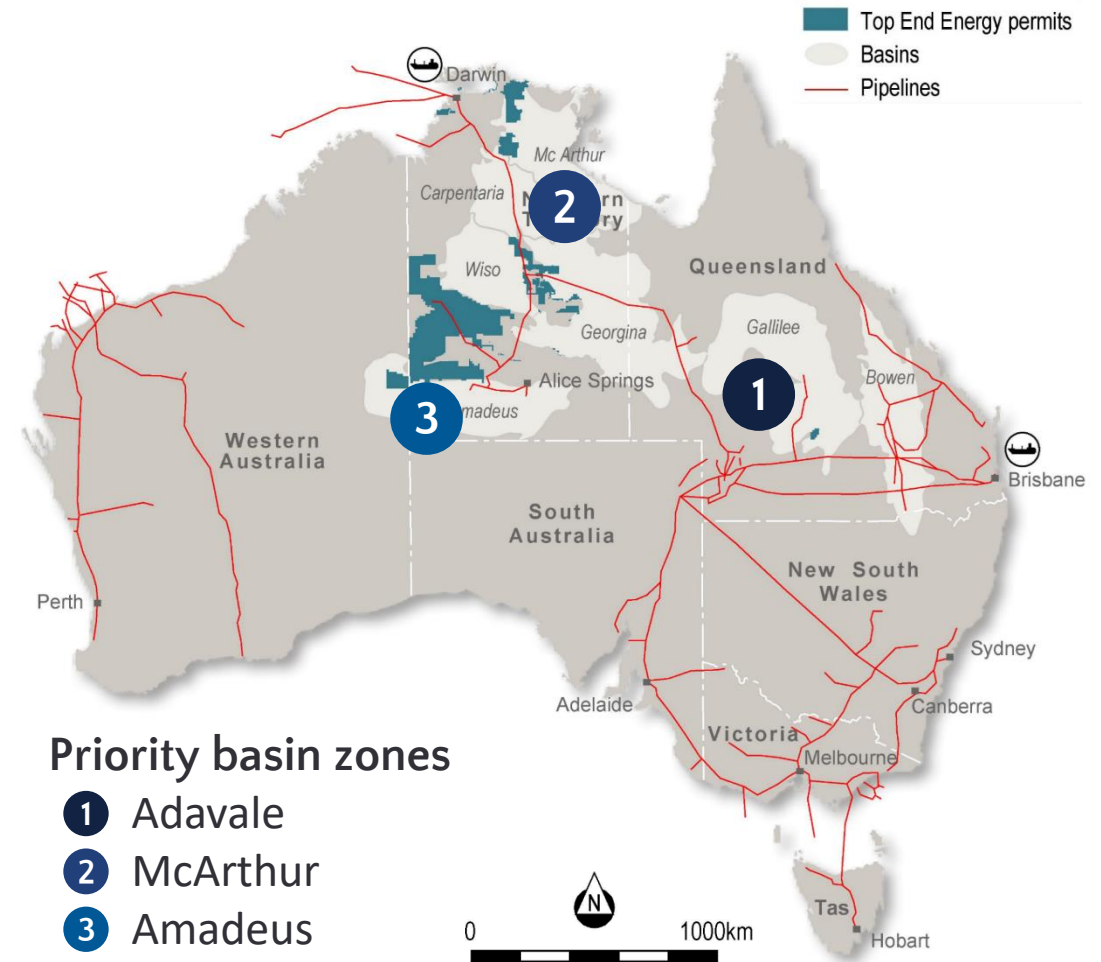 Top End Energy permits
Basins
Pipelines
Darwin
Mc Arthur
Carpentaria
2
Queensland
Wiso
Gallilee
Georgina
Bowen
Alice Springs
1
3
Western
Australia
Brisbane
South
Australia
New South
Wales
Perth
Sydney
Adelaide
Canberra
Victoria
Melbourne
Priority basin zones
1 Adavale
2 McArthur
3 Amadeus
N
0 1000km
Tas
Hobart